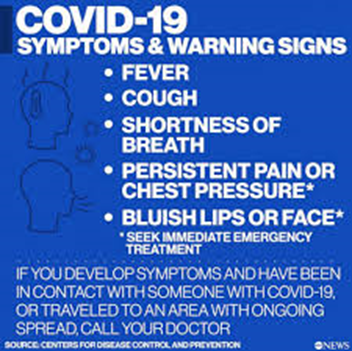 COVID-19
SYMPTOMS & WARNING SIGNS
• FEVER
• COUGH
• SHORTNESS OF
BREATH
• PERSISTENT PAIN OR
CHEST PRESSURE*
• BLUISH LIPS OR FACE*
*SEEK IMMEDIATE EMERGENCY
TREATMENT
IF YOU DEVELOP SYMPTOMS AND HAVE BEEN
IN CONTACT WITH SOMEONE WITH COVID-19,
OR TRAVELED TO AN AREA WITH ONGOING
SPREAD, CALL YOUR DOCTOR
SOURCE: CENTERS FOR DISEASE CONTROL AND PREVENTION
abc NEWS